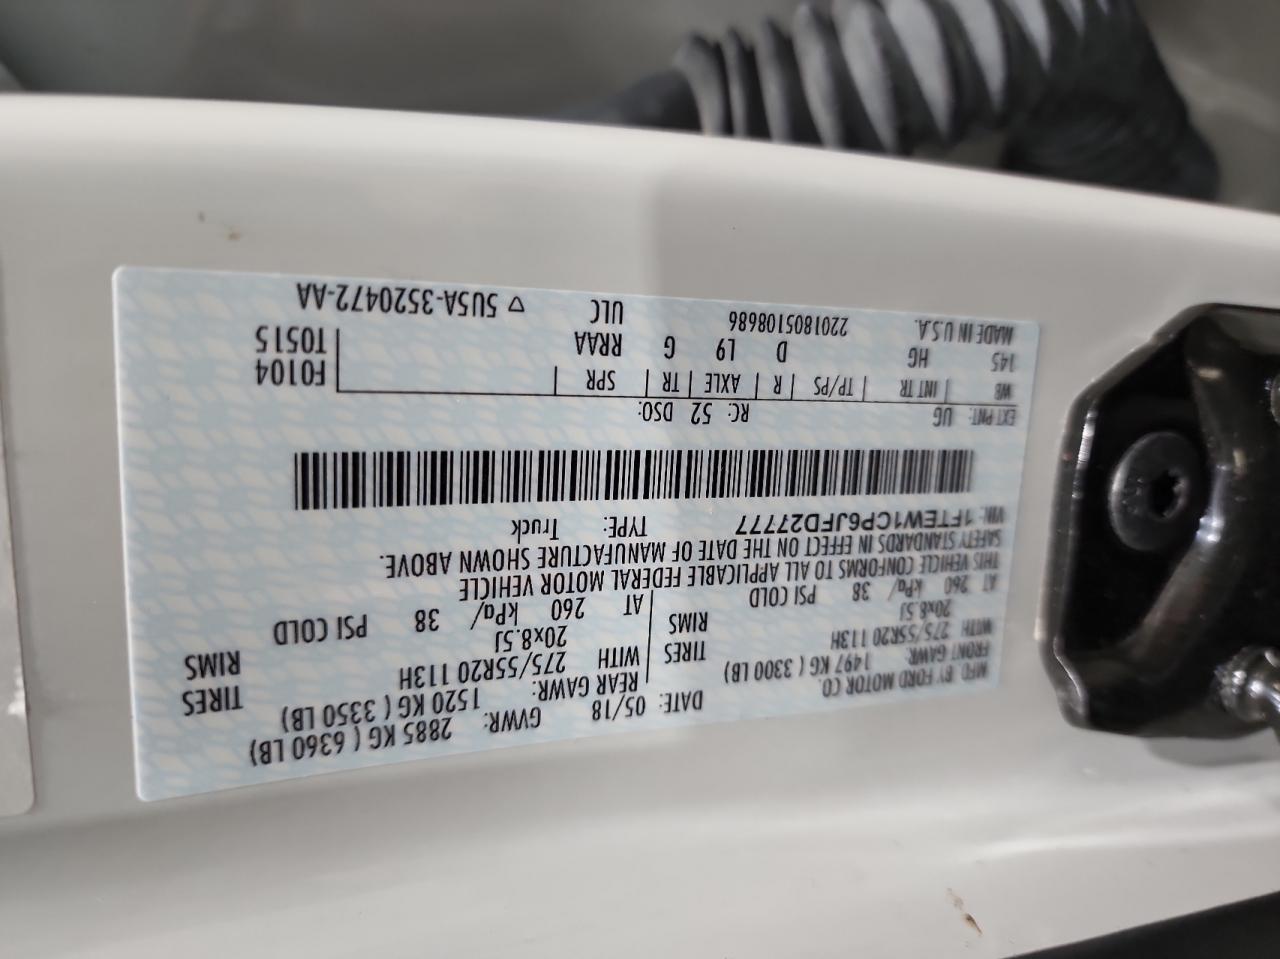 MFD. BY FORD MOTOR CO.
DATE: 05/18 GVWR: 2885 KG ( 6360 LB)
FRONT GAWR: 1497 KG ( 3300 LB)
REAR GAWR: 1520 KG ( 3350 LB)
WITH 275/55R20 113H TIRES
WITH 275/55R20 113H TIRES
20x8.5J RIMS
20x8.5J RIMS
AT 260 kPa/ 38 PSI COLD
AT 260 kPa/ 38 PSI COLD
THIS VEHICLE CONFORMS TO ALL APPLICABLE FEDERAL MOTOR VEHICLE
SAFETY STANDARDS IN EFFECT ON THE DATE OF MANUFACTURE SHOWN ABOVE.
VIN: 1FTEW1CP6JFD27777 TYPE: Truck
EXT PNT: UG RC: 52 DSO:
WB | INT TR | TP/PS | R | AXLE | TR | SPR | F0104
145 HG D L9 G RRAA T0515
MADE IN U.S.A. 2201805108686 ULC ▽ 5U5A-3520472-AA